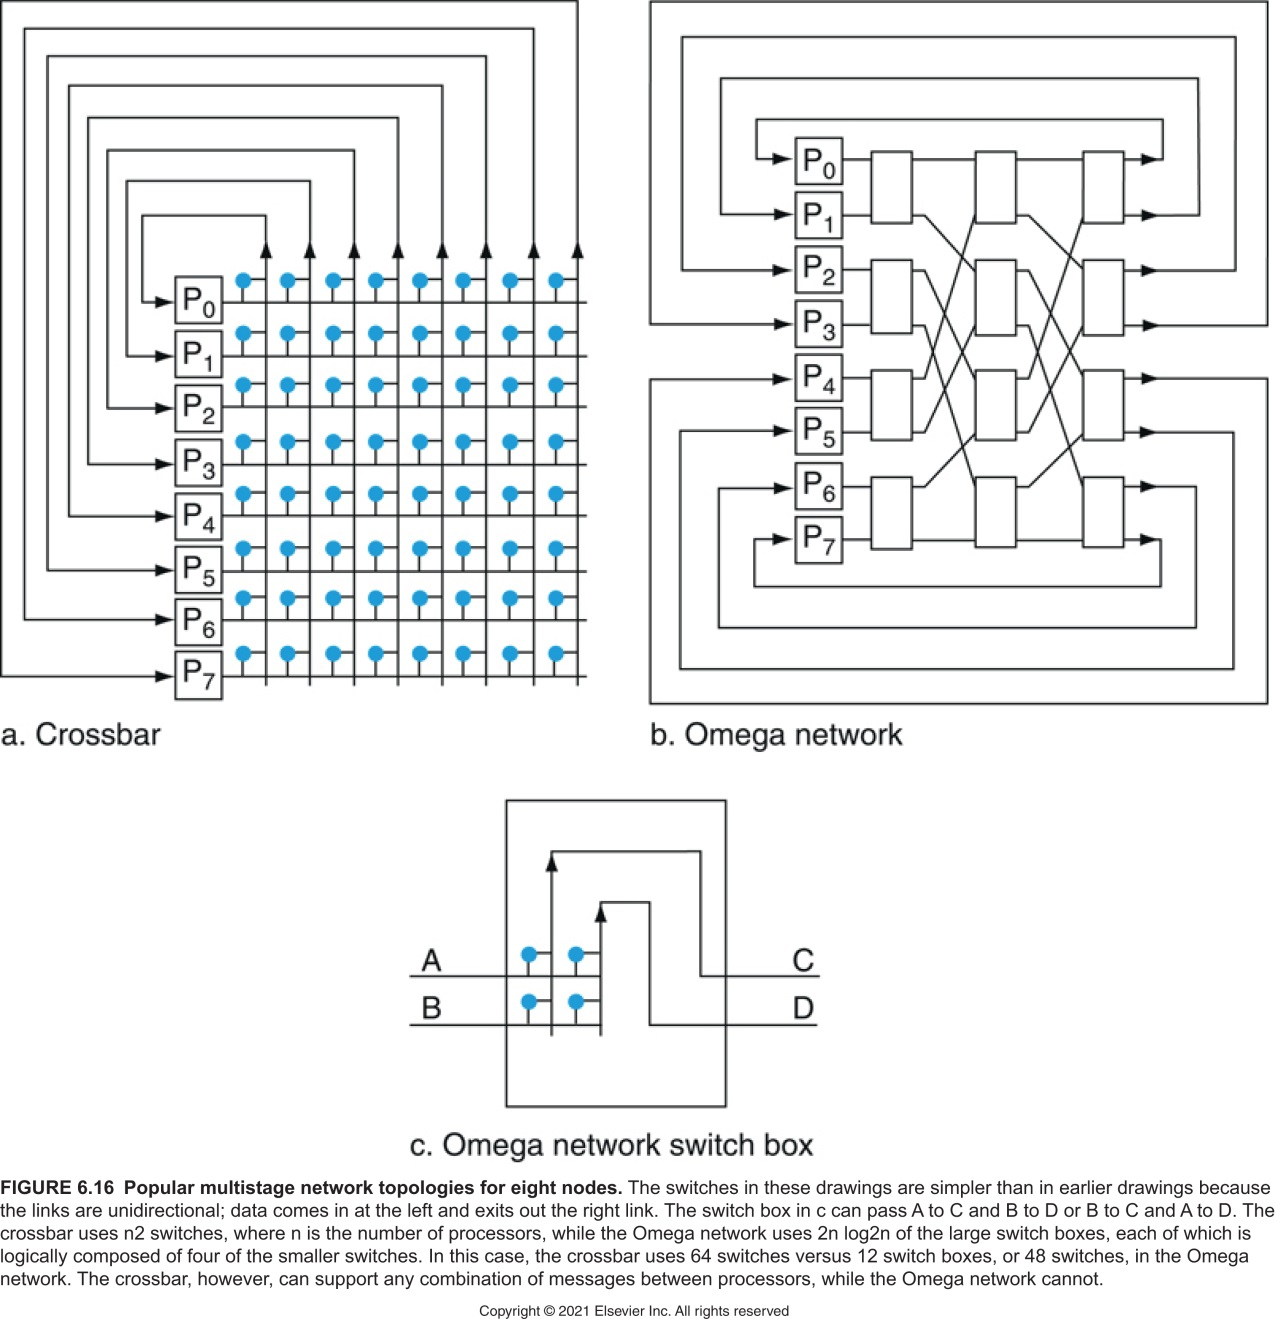 P0
P1
P2
P3
P4
P5
P6
P7
a. Crossbar
P0
P1
P2
P3
P4
P5
P6
P7
b. Omega network
A
B
C
D
c. Omega network switch box
FIGURE 6.16 Popular multistage network topologies for eight nodes. The switches in these drawings are simpler than in earlier drawings because
the links are unidirectional; data comes in at the left and exits out the right link. The switch box in c can pass A to C and B to D or B to C and A to D. The
crossbar uses n2 switches, where n is the number of processors, while the Omega network uses 2n log2n of the large switch boxes, each of which is
logically composed of four of the smaller switches. In this case, the crossbar uses 64 switches versus 12 switch boxes, or 48 switches, in the Omega
network. The crossbar, however, can support any combination of messages between processors, while the Omega network cannot.
Copyright © 2021 Elsevier Inc. All rights reserved